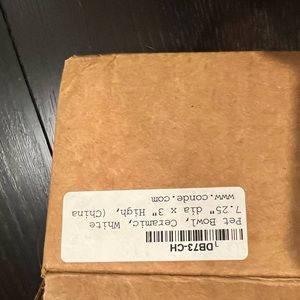 DB73-CH
Pet Bowl, Ceramic, White
7.25" dia x 3" High, (China
www.conde.com